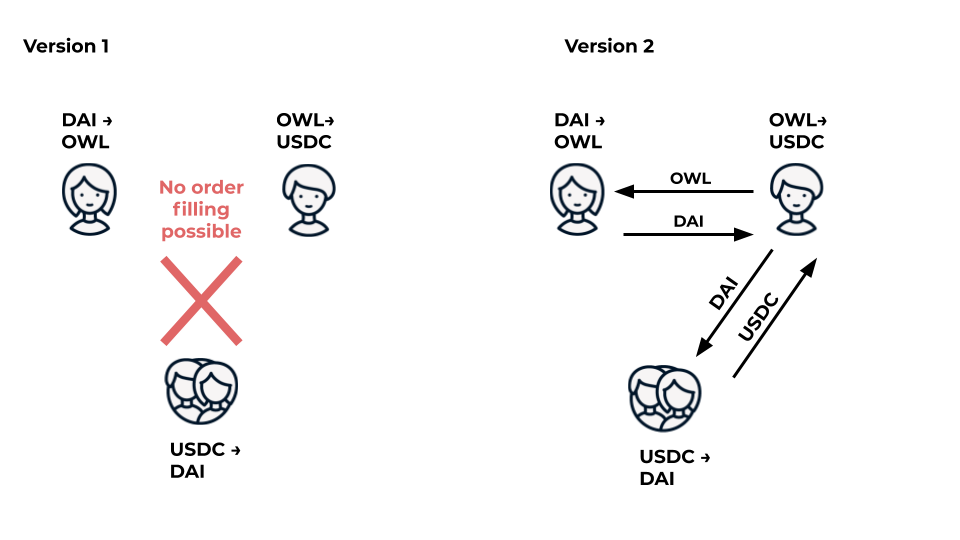 Version 1
DAI →
OWL
OWL→
USDC
No order
filling
possible
USDC →
DAI
Version 2
DAI →
OWL
OWL→
USDC
OWL
DAI
DAI
USDC
USDC →
DAI